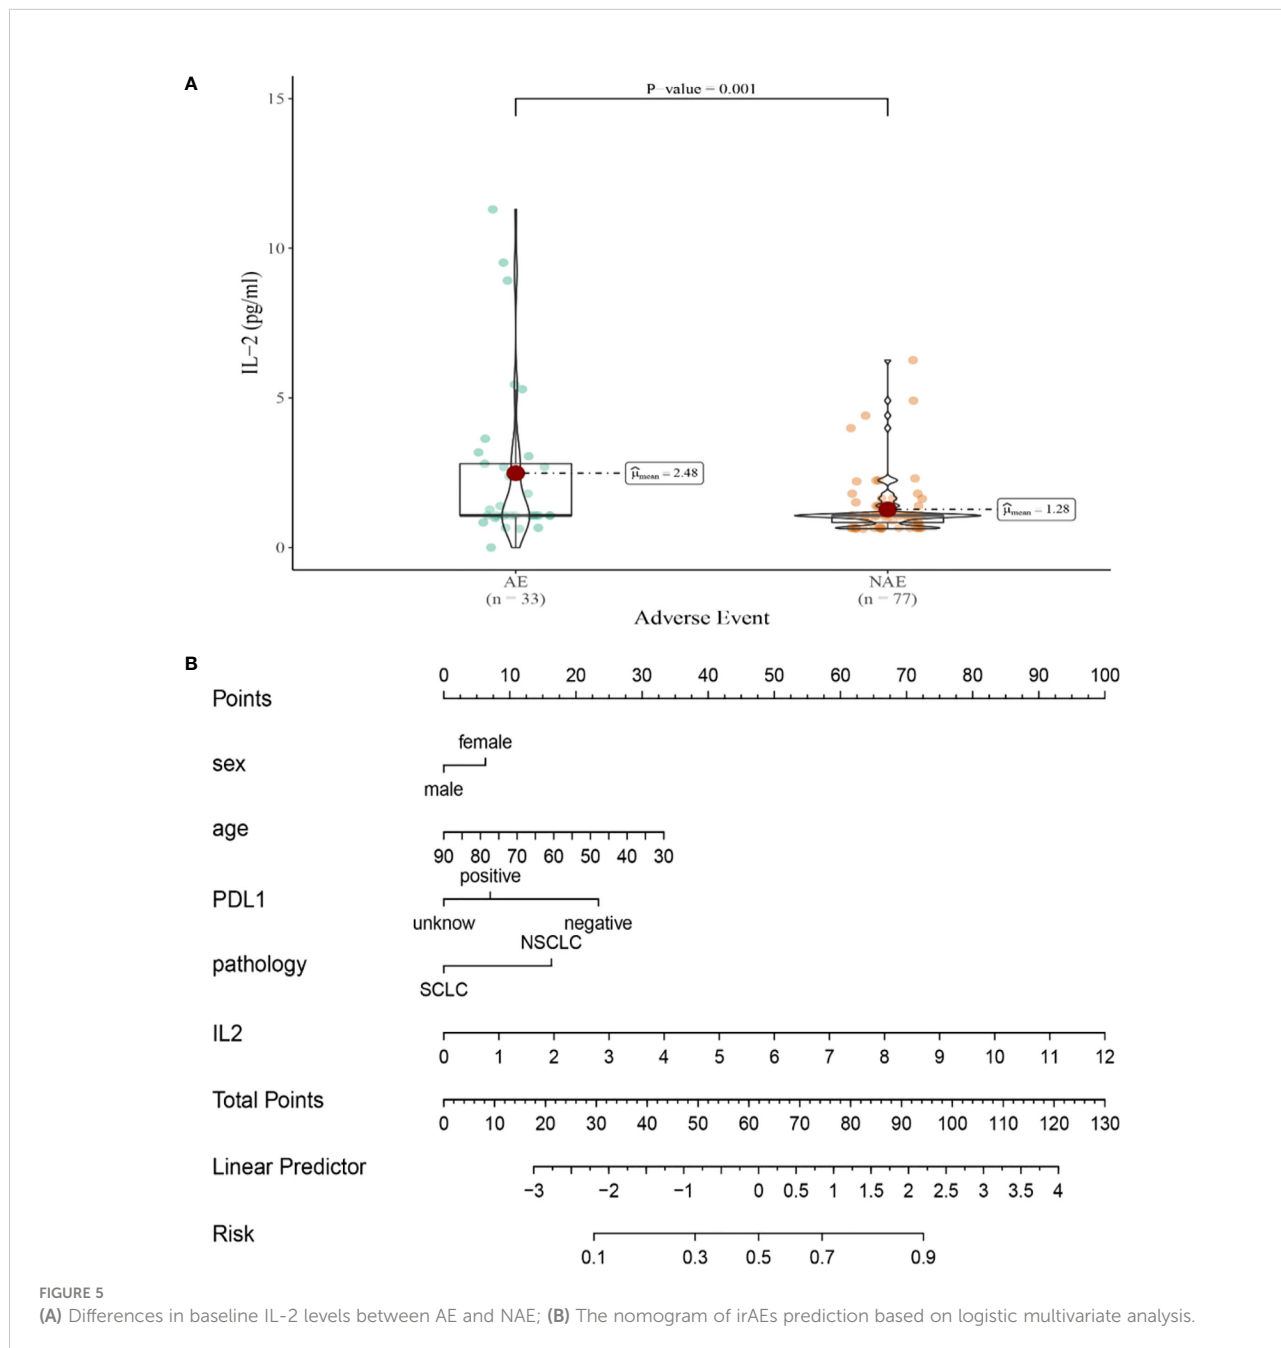 A
P-value = 0.001
15
10
5
0
IL-2 (pg/ml)
μ̂mean = 2.48
μ̂mean = 1.28
AE
(n = 33)
NAE
(n = 77)
Adverse Event
B
Points
0 10 20 30 40 50 60 70 80 90 100
sex
female
male
age
90 80 70 60 50 40 30
PDL1
positive
unknow negative
pathology
NSCLC
SCLC
IL2
0 1 2 3 4 5 6 7 8 9 10 11 12
Total Points
0 10 20 30 40 50 60 70 80 90 100 110 120 130
Linear Predictor
−3 −2 −1 0 0.5 1 1.5 2 2.5 3 3.5 4
Risk
0.1 0.3 0.5 0.7 0.9
FIGURE 5
(A) Differences in baseline IL-2 levels between AE and NAE; (B) The nomogram of irAEs prediction based on logistic multivariate analysis.